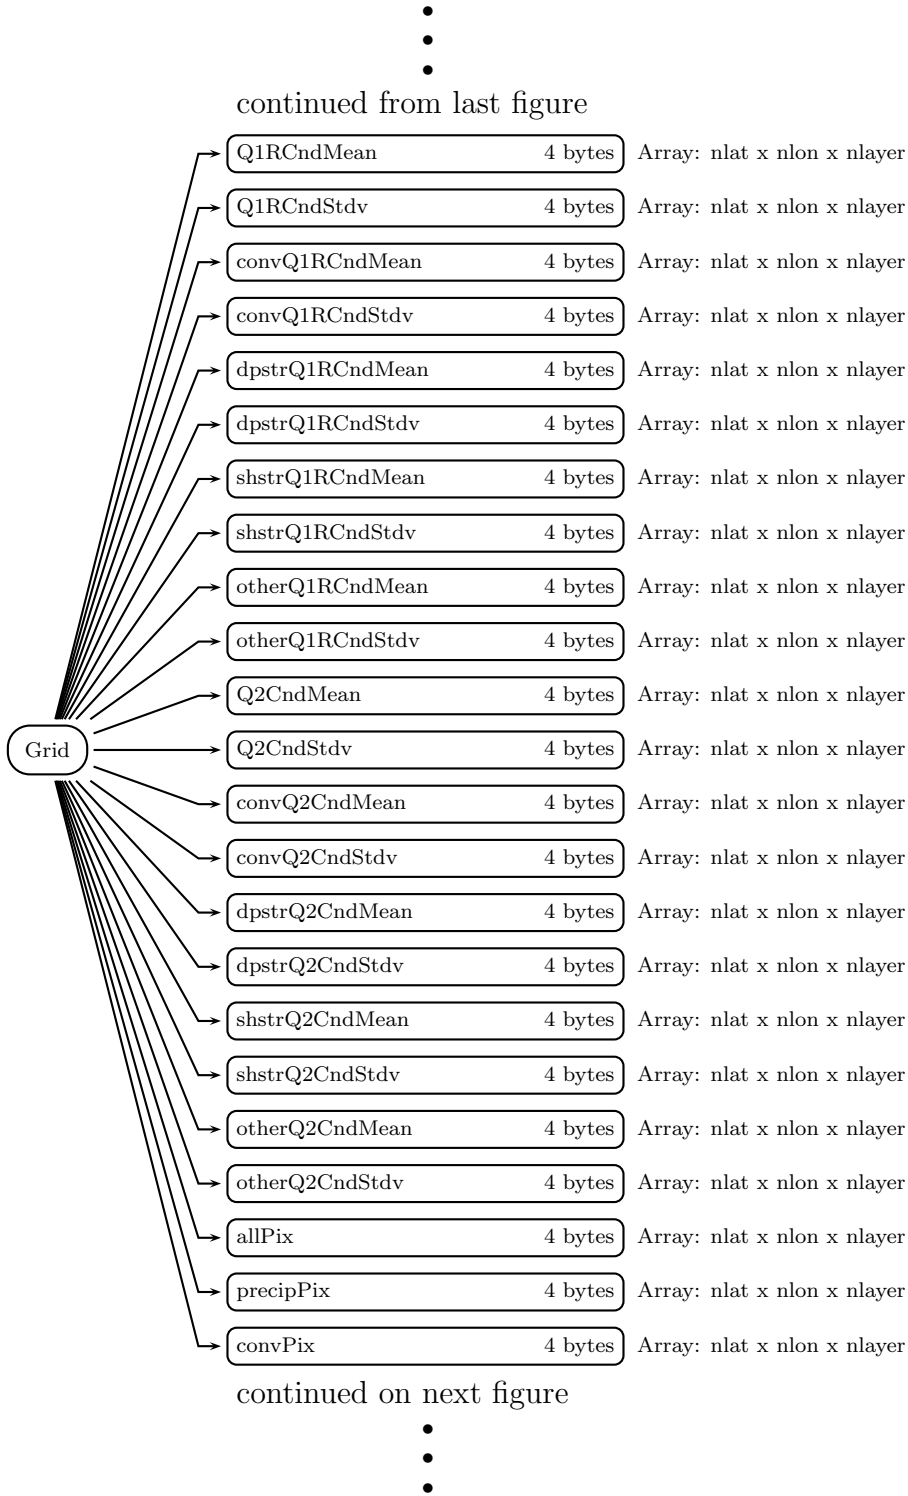 continued from last figure
Q1RCndMean 4 bytes Array: nlat x nlon x nlayer
Q1RCndStdv 4 bytes Array: nlat x nlon x nlayer
convQ1RCndMean 4 bytes Array: nlat x nlon x nlayer
convQ1RCndStdv 4 bytes Array: nlat x nlon x nlayer
dpstrQ1RCndMean 4 bytes Array: nlat x nlon x nlayer
dpstrQ1RCndStdv 4 bytes Array: nlat x nlon x nlayer
shstrQ1RCndMean 4 bytes Array: nlat x nlon x nlayer
shstrQ1RCndStdv 4 bytes Array: nlat x nlon x nlayer
otherQ1RCndMean 4 bytes Array: nlat x nlon x nlayer
otherQ1RCndStdv 4 bytes Array: nlat x nlon x nlayer
Q2CndMean 4 bytes Array: nlat x nlon x nlayer
Grid Q2CndStdv 4 bytes Array: nlat x nlon x nlayer
convQ2CndMean 4 bytes Array: nlat x nlon x nlayer
convQ2CndStdv 4 bytes Array: nlat x nlon x nlayer
dpstrQ2CndMean 4 bytes Array: nlat x nlon x nlayer
dpstrQ2CndStdv 4 bytes Array: nlat x nlon x nlayer
shstrQ2CndMean 4 bytes Array: nlat x nlon x nlayer
shstrQ2CndStdv 4 bytes Array: nlat x nlon x nlayer
otherQ2CndMean 4 bytes Array: nlat x nlon x nlayer
otherQ2CndStdv 4 bytes Array: nlat x nlon x nlayer
allPix 4 bytes Array: nlat x nlon x nlayer
precipPix 4 bytes Array: nlat x nlon x nlayer
convPix 4 bytes Array: nlat x nlon x nlayer
continued on next figure